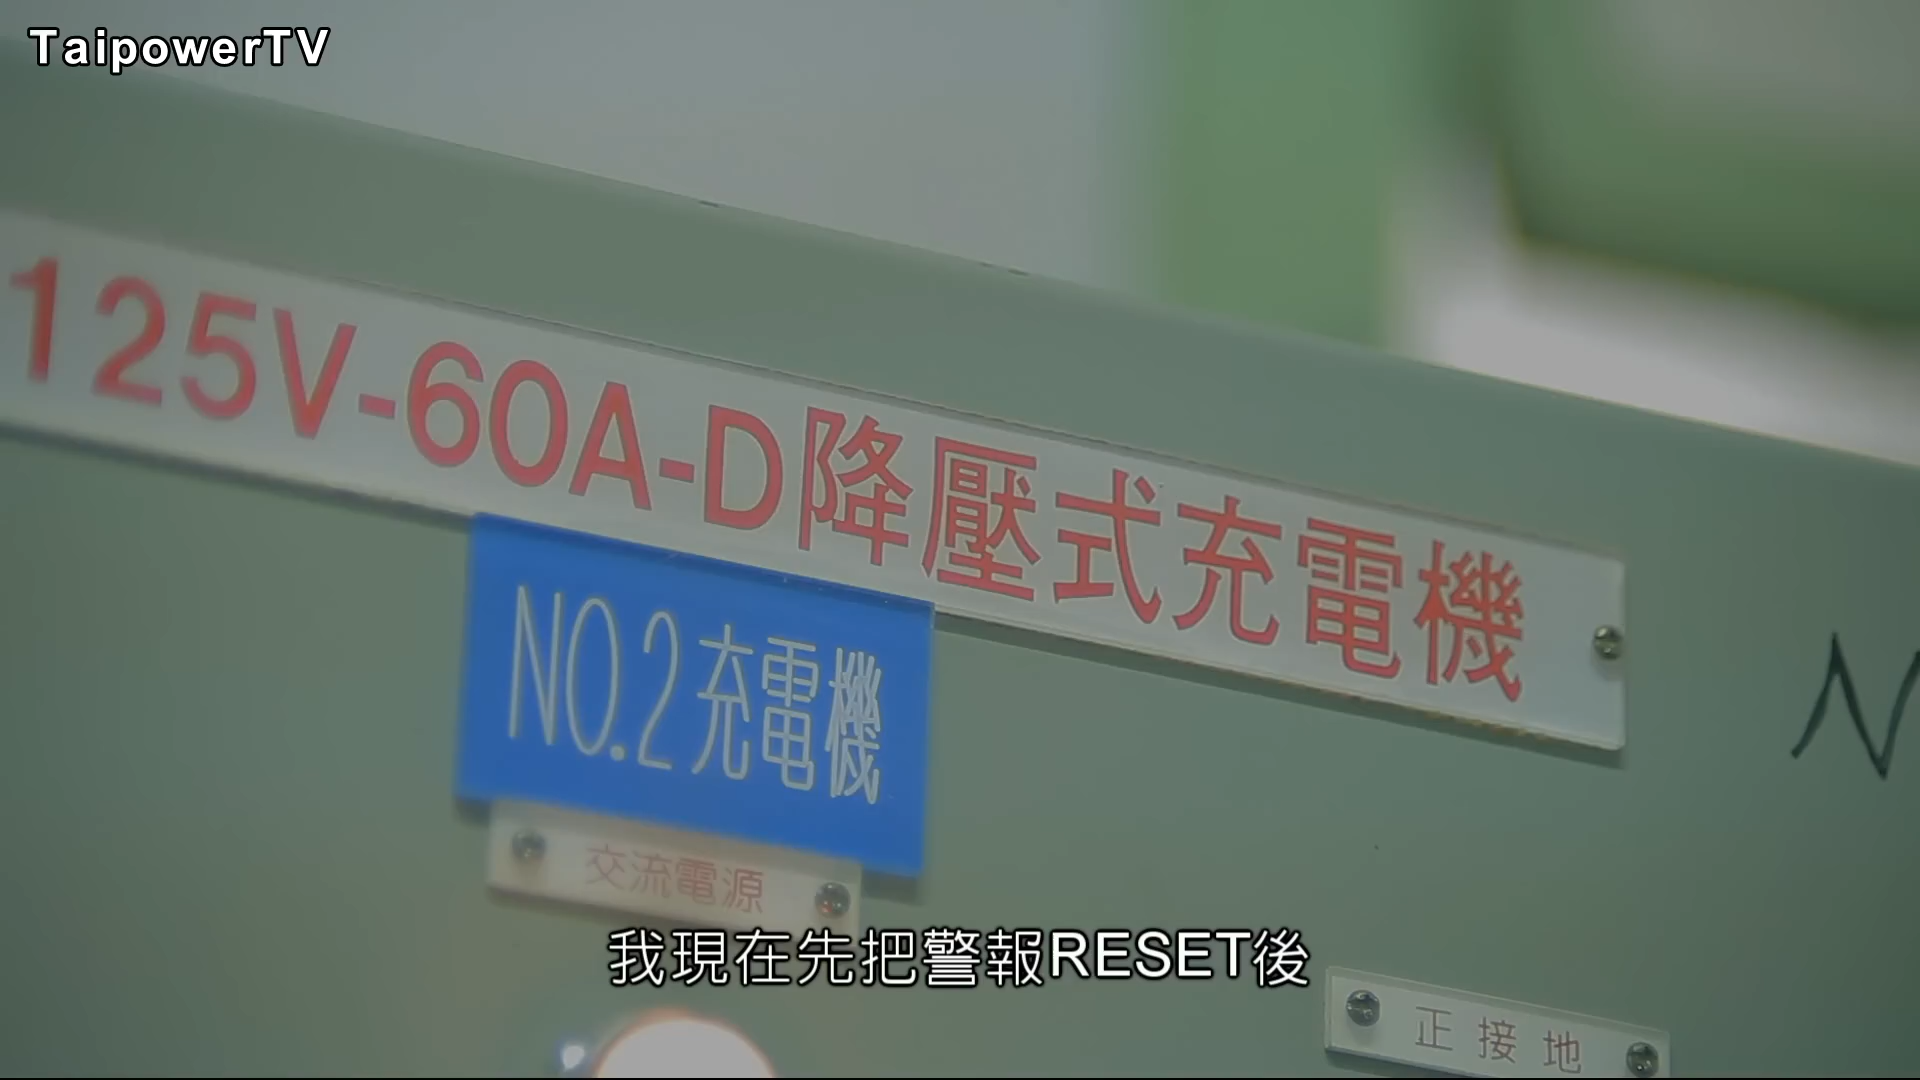 TaipowerTV
125V-60A-D降壓式充電機
NO.2充電機
交流電源
我現在先把警報RESET後
正接地